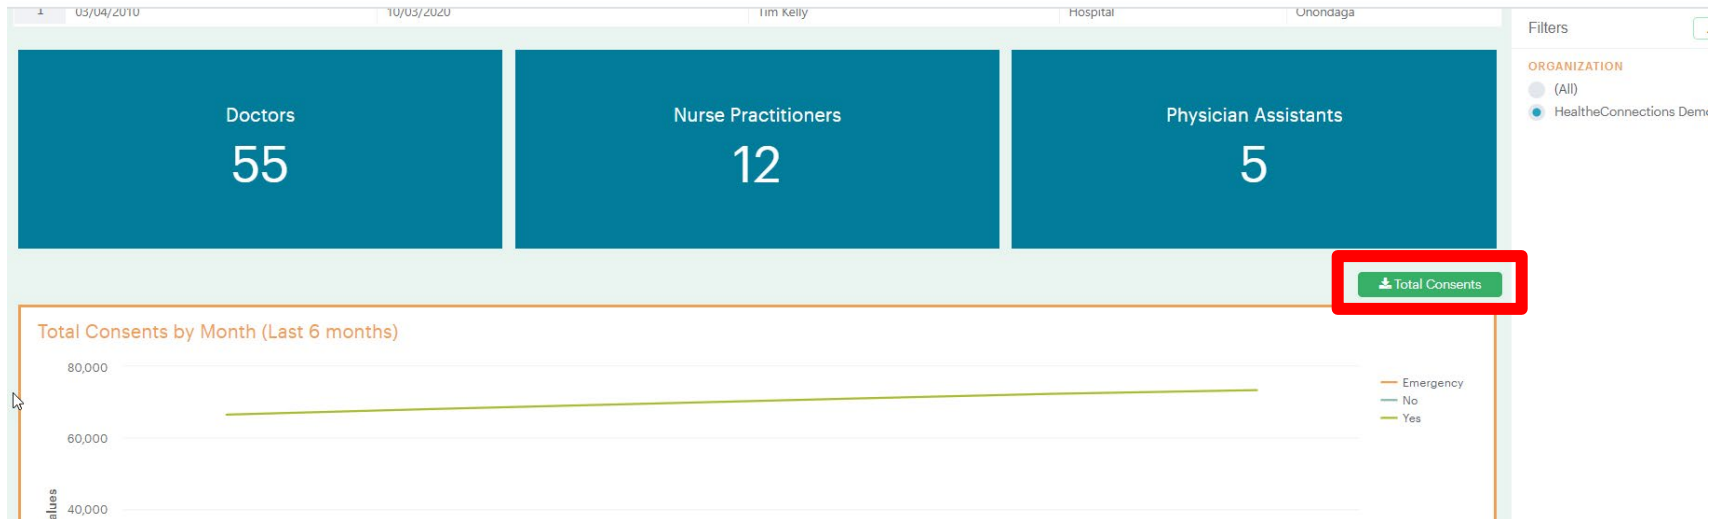 1 03/04/2010 10/03/2020 Tim Kelly Hospital Onondaga
Filters
ORGANIZATION
(All)
HealtheConnections Demo
Doctors
55
Nurse Practitioners
12
Physician Assistants
5
Total Consents
Total Consents by Month (Last 6 months)
80,000
60,000
40,000
Emergency
No
Yes